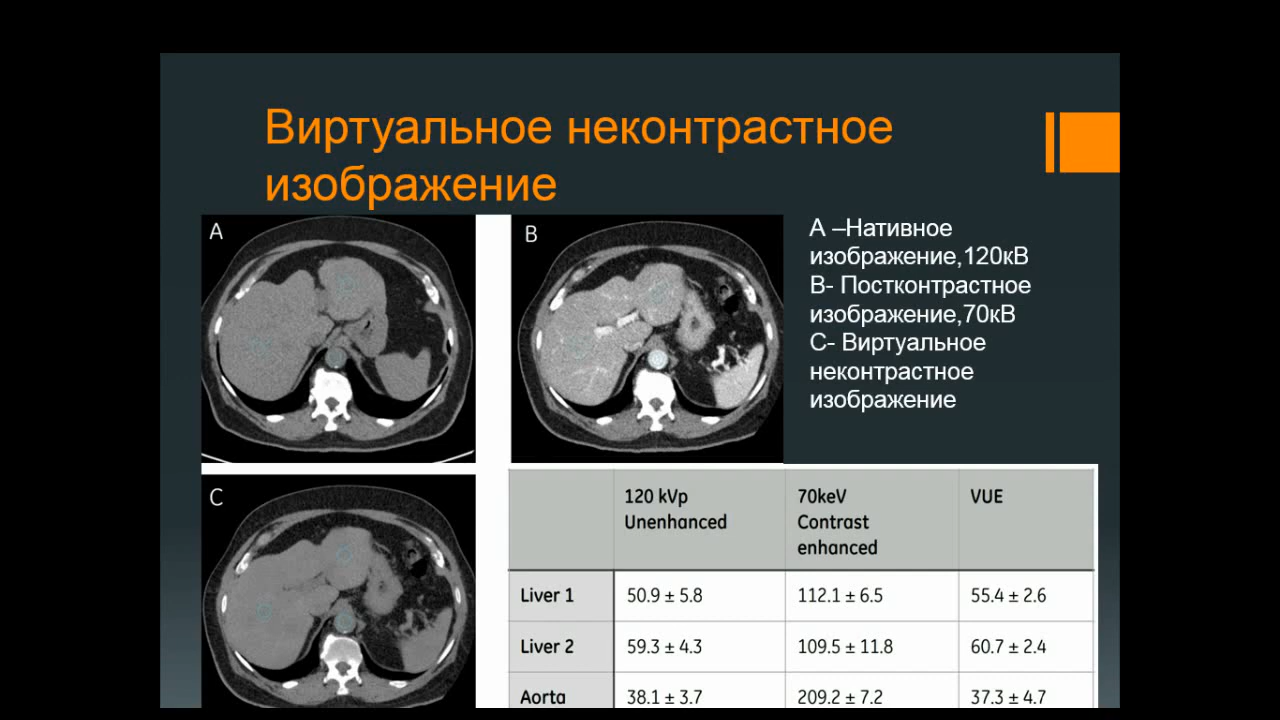 Виртуальное неконтрастное
изображение
A
B
A –Нативное
изображение,120кВ
B- Постконтрастное
изображение,70кВ
C- Виртуальное
неконтрастное
изображение
C
120 kVp
Unenhanced
70keV
Contrast
enhanced
VUE
Liver 1 50.9 ± 5.8 112.1 ± 6.5 55.4 ± 2.6
Liver 2 59.3 ± 4.3 109.5 ± 11.8 60.7 ± 2.4
Aorta 38.1 ± 3.7 209.2 ± 7.2 37.3 ± 4.7